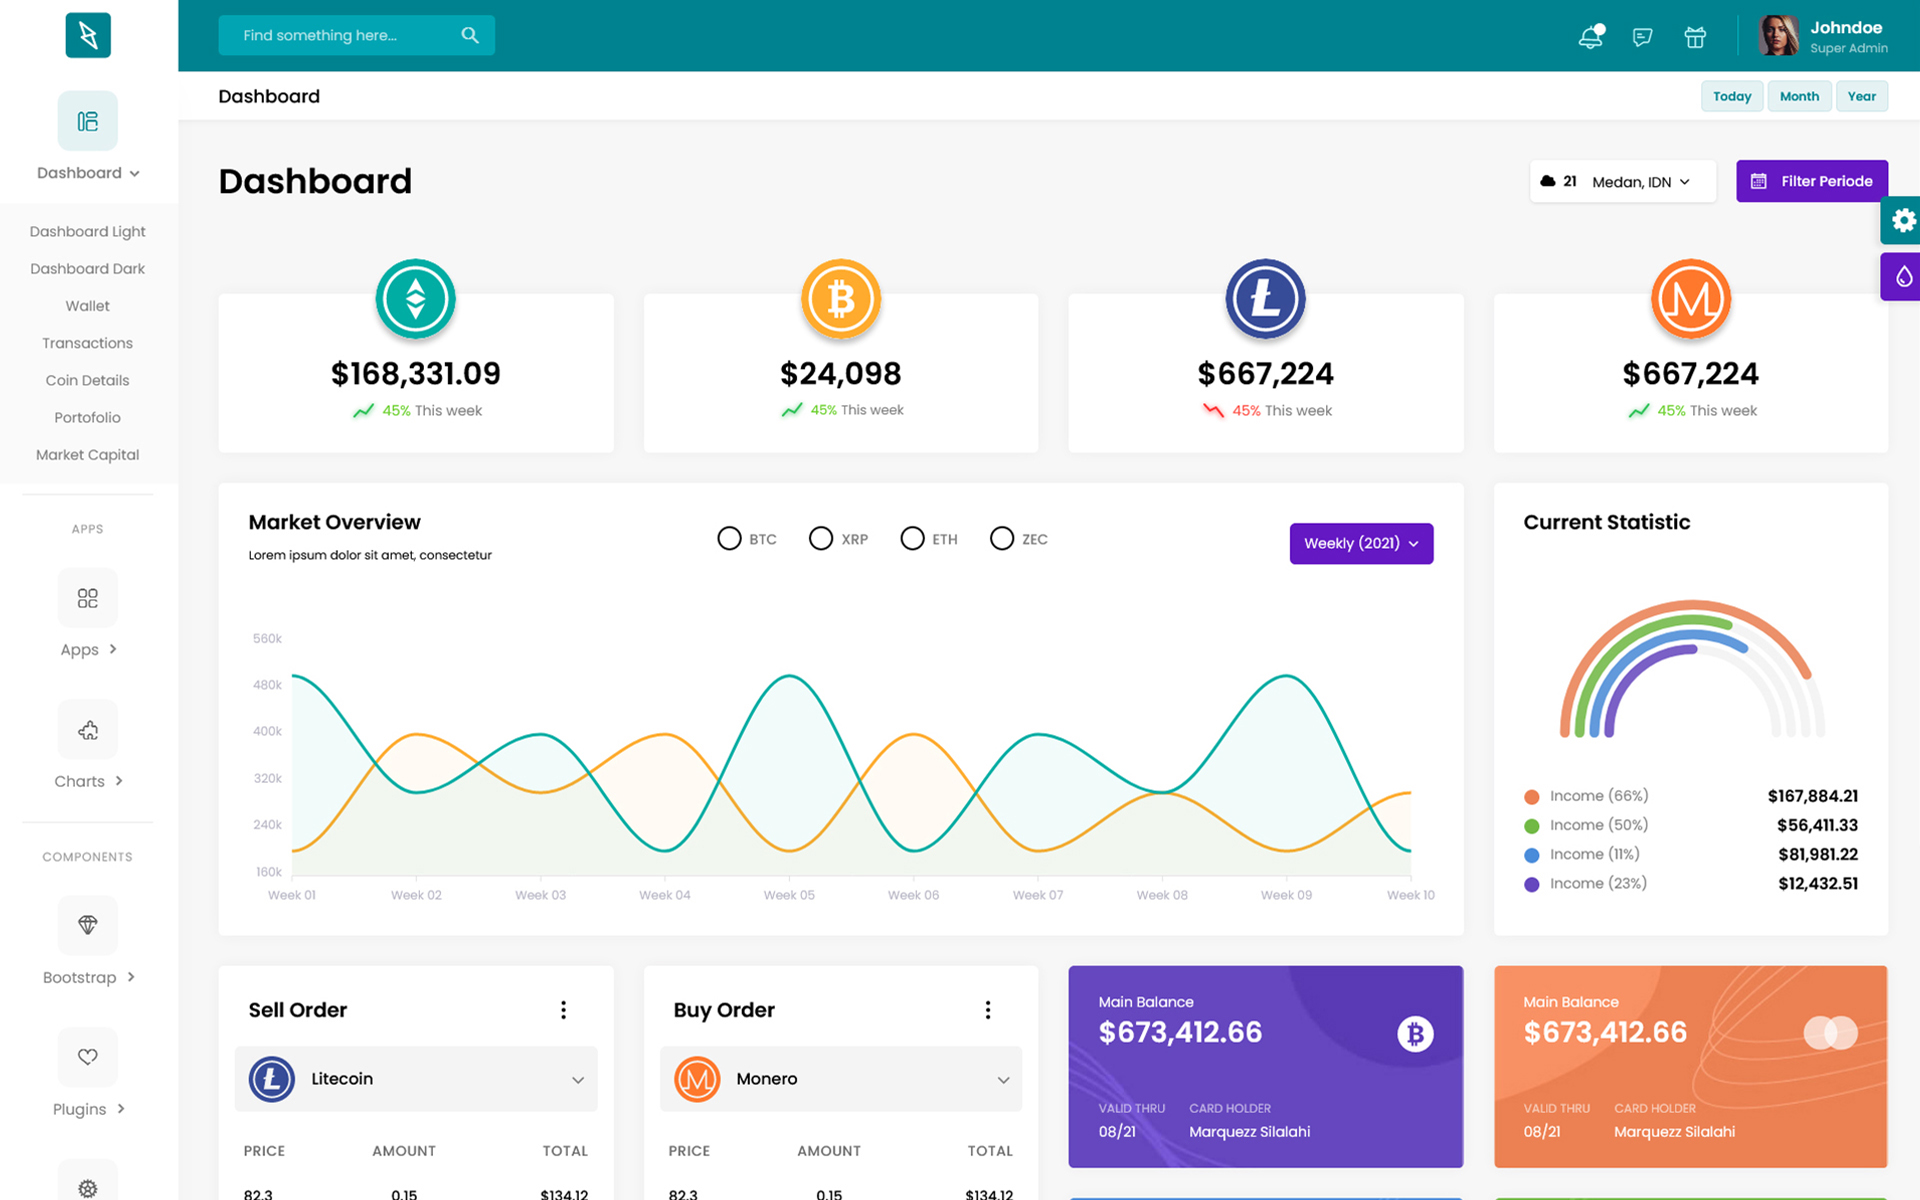 Find something here...
Johndoe
Super Admin
Dashboard
Today
Month
Year
Dashboard
Dashboard Light
Dashboard Dark
Wallet
Transactions
Coin Details
Portofolio
Market Capital
APPS
Apps
Charts
COMPONENTS
Bootstrap
Plugins
Dashboard
21 Medan, IDN
Filter Periode
$168,331.09
45% This week
$24,098
45% This week
$667,224
45% This week
$667,224
45% This week
Market Overview
Lorem ipsum dolor sit amet, consectetur
BTC
XRP
ETH
ZEC
Weekly (2021)
560k
480k
400k
320k
240k
160k
Week 01
Week 02
Week 03
Week 04
Week 05
Week 06
Week 07
Week 08
Week 09
Week 10
Current Statistic
Income (66%) $167,884.21
Income (50%) $56,411.33
Income (11%) $81,981.22
Income (23%) $12,432.51
Sell Order
Litecoin
PRICE AMOUNT TOTAL
82.3 0.15 $134.12
Buy Order
Monero
PRICE AMOUNT TOTAL
82.3 0.15 $134.12
Main Balance
$673,412.66
VALID THRU CARD HOLDER
08/21 Marquezz Silalahi
Main Balance
$673,412.66
VALID THRU CARD HOLDER
08/21 Marquezz Silalahi